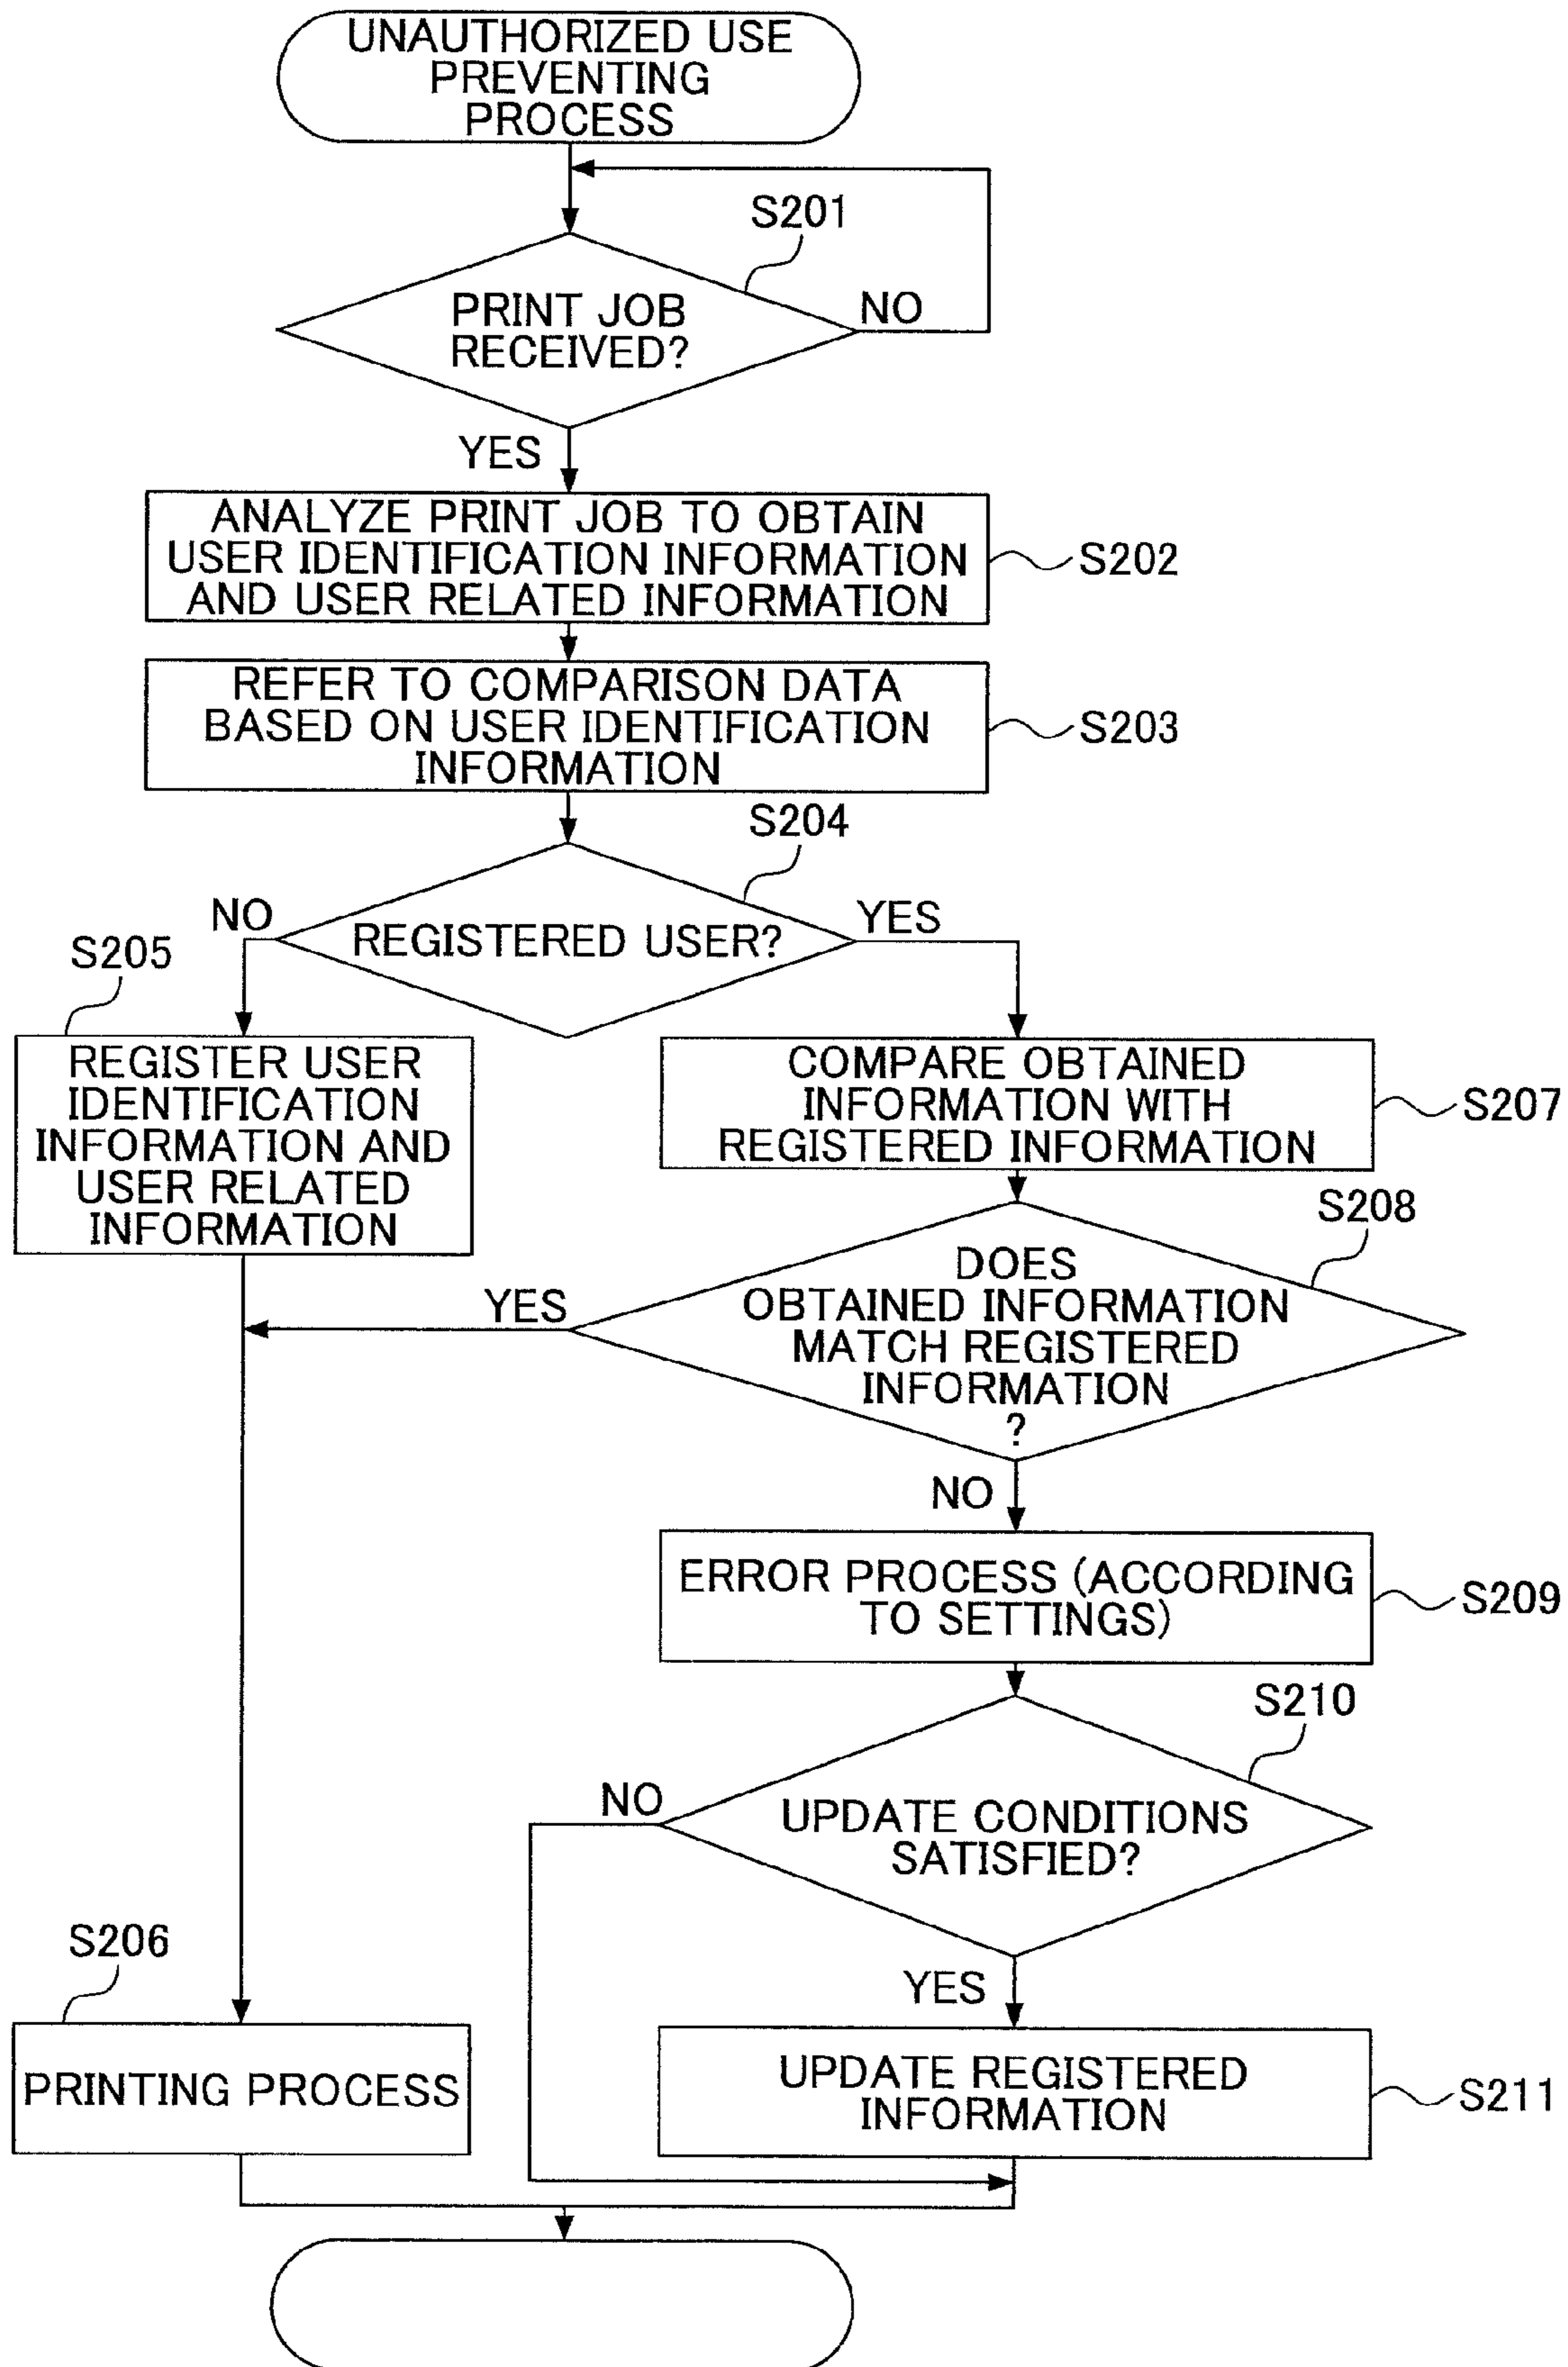 UNAUTHORIZED USE
PREVENTING
PROCESS
S201
PRINT JOB
RECEIVED?
NO
YES
ANALYZE PRINT JOB TO OBTAIN
USER IDENTIFICATION INFORMATION
AND USER RELATED INFORMATION
S202
REFER TO COMPARISON DATA
BASED ON USER IDENTIFICATION
INFORMATION
S203
S204
NO
REGISTERED USER?
YES
S205
REGISTER USER
IDENTIFICATION
INFORMATION AND
USER RELATED
INFORMATION
COMPARE OBTAINED
INFORMATION WITH
REGISTERED INFORMATION
S207
S208
DOES
OBTAINED INFORMATION
MATCH REGISTERED
INFORMATION
?
YES
NO
ERROR PROCESS (ACCORDING
TO SETTINGS)
S209
S210
NO
UPDATE CONDITIONS
SATISFIED?
YES
S206
PRINTING PROCESS
UPDATE REGISTERED
INFORMATION
S211